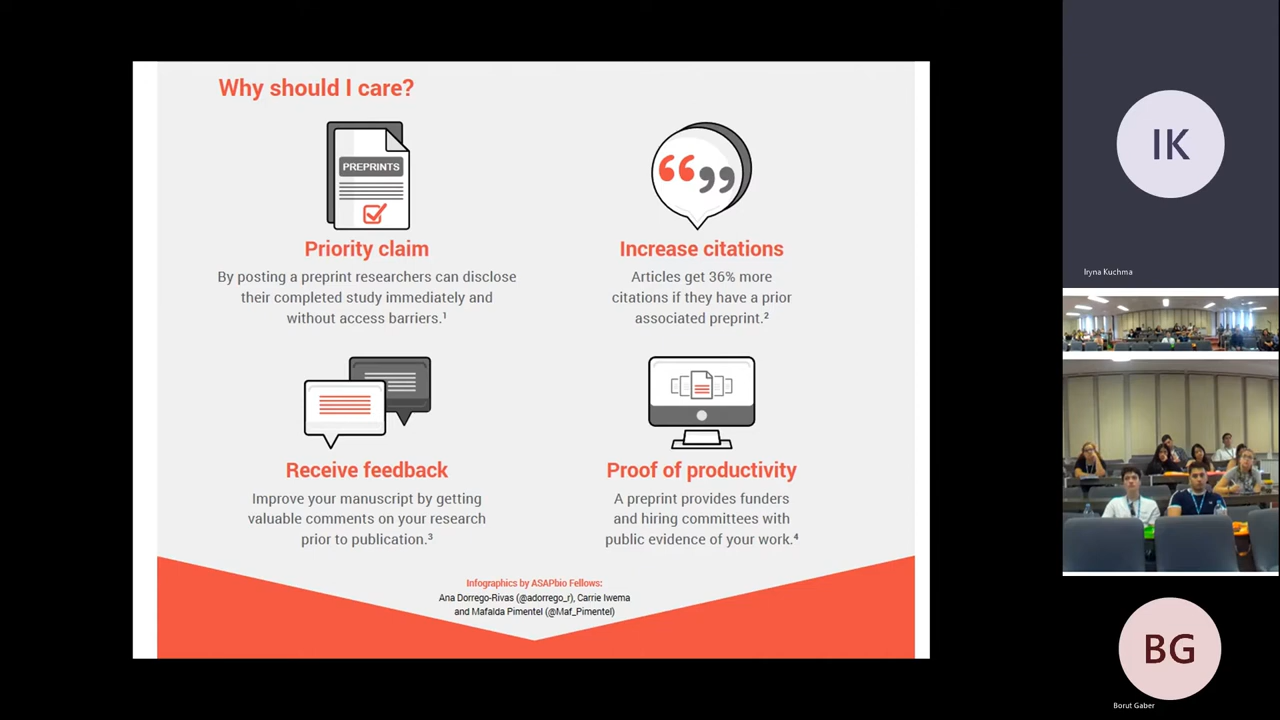 Why should I care?
PREPRINTS
Priority claim
By posting a preprint researchers can disclose
their completed study immediately and
without access barriers.¹
Increase citations
Articles get 36% more
citations if they have a prior
associated preprint.²
Receive feedback
Improve your manuscript by getting
valuable comments on your research
prior to publication.³
Proof of productivity
A preprint provides funders
and hiring committees with
public evidence of your work.⁴
Infographics by ASAPbio Fellows:
Ana Dorrego-Rivas (@adorrego_r), Carrie Iwema
and Mafalda Pimentel (@Maf_Pimentel)
IK
Iryna Kuchma
BG
Borut Gaber